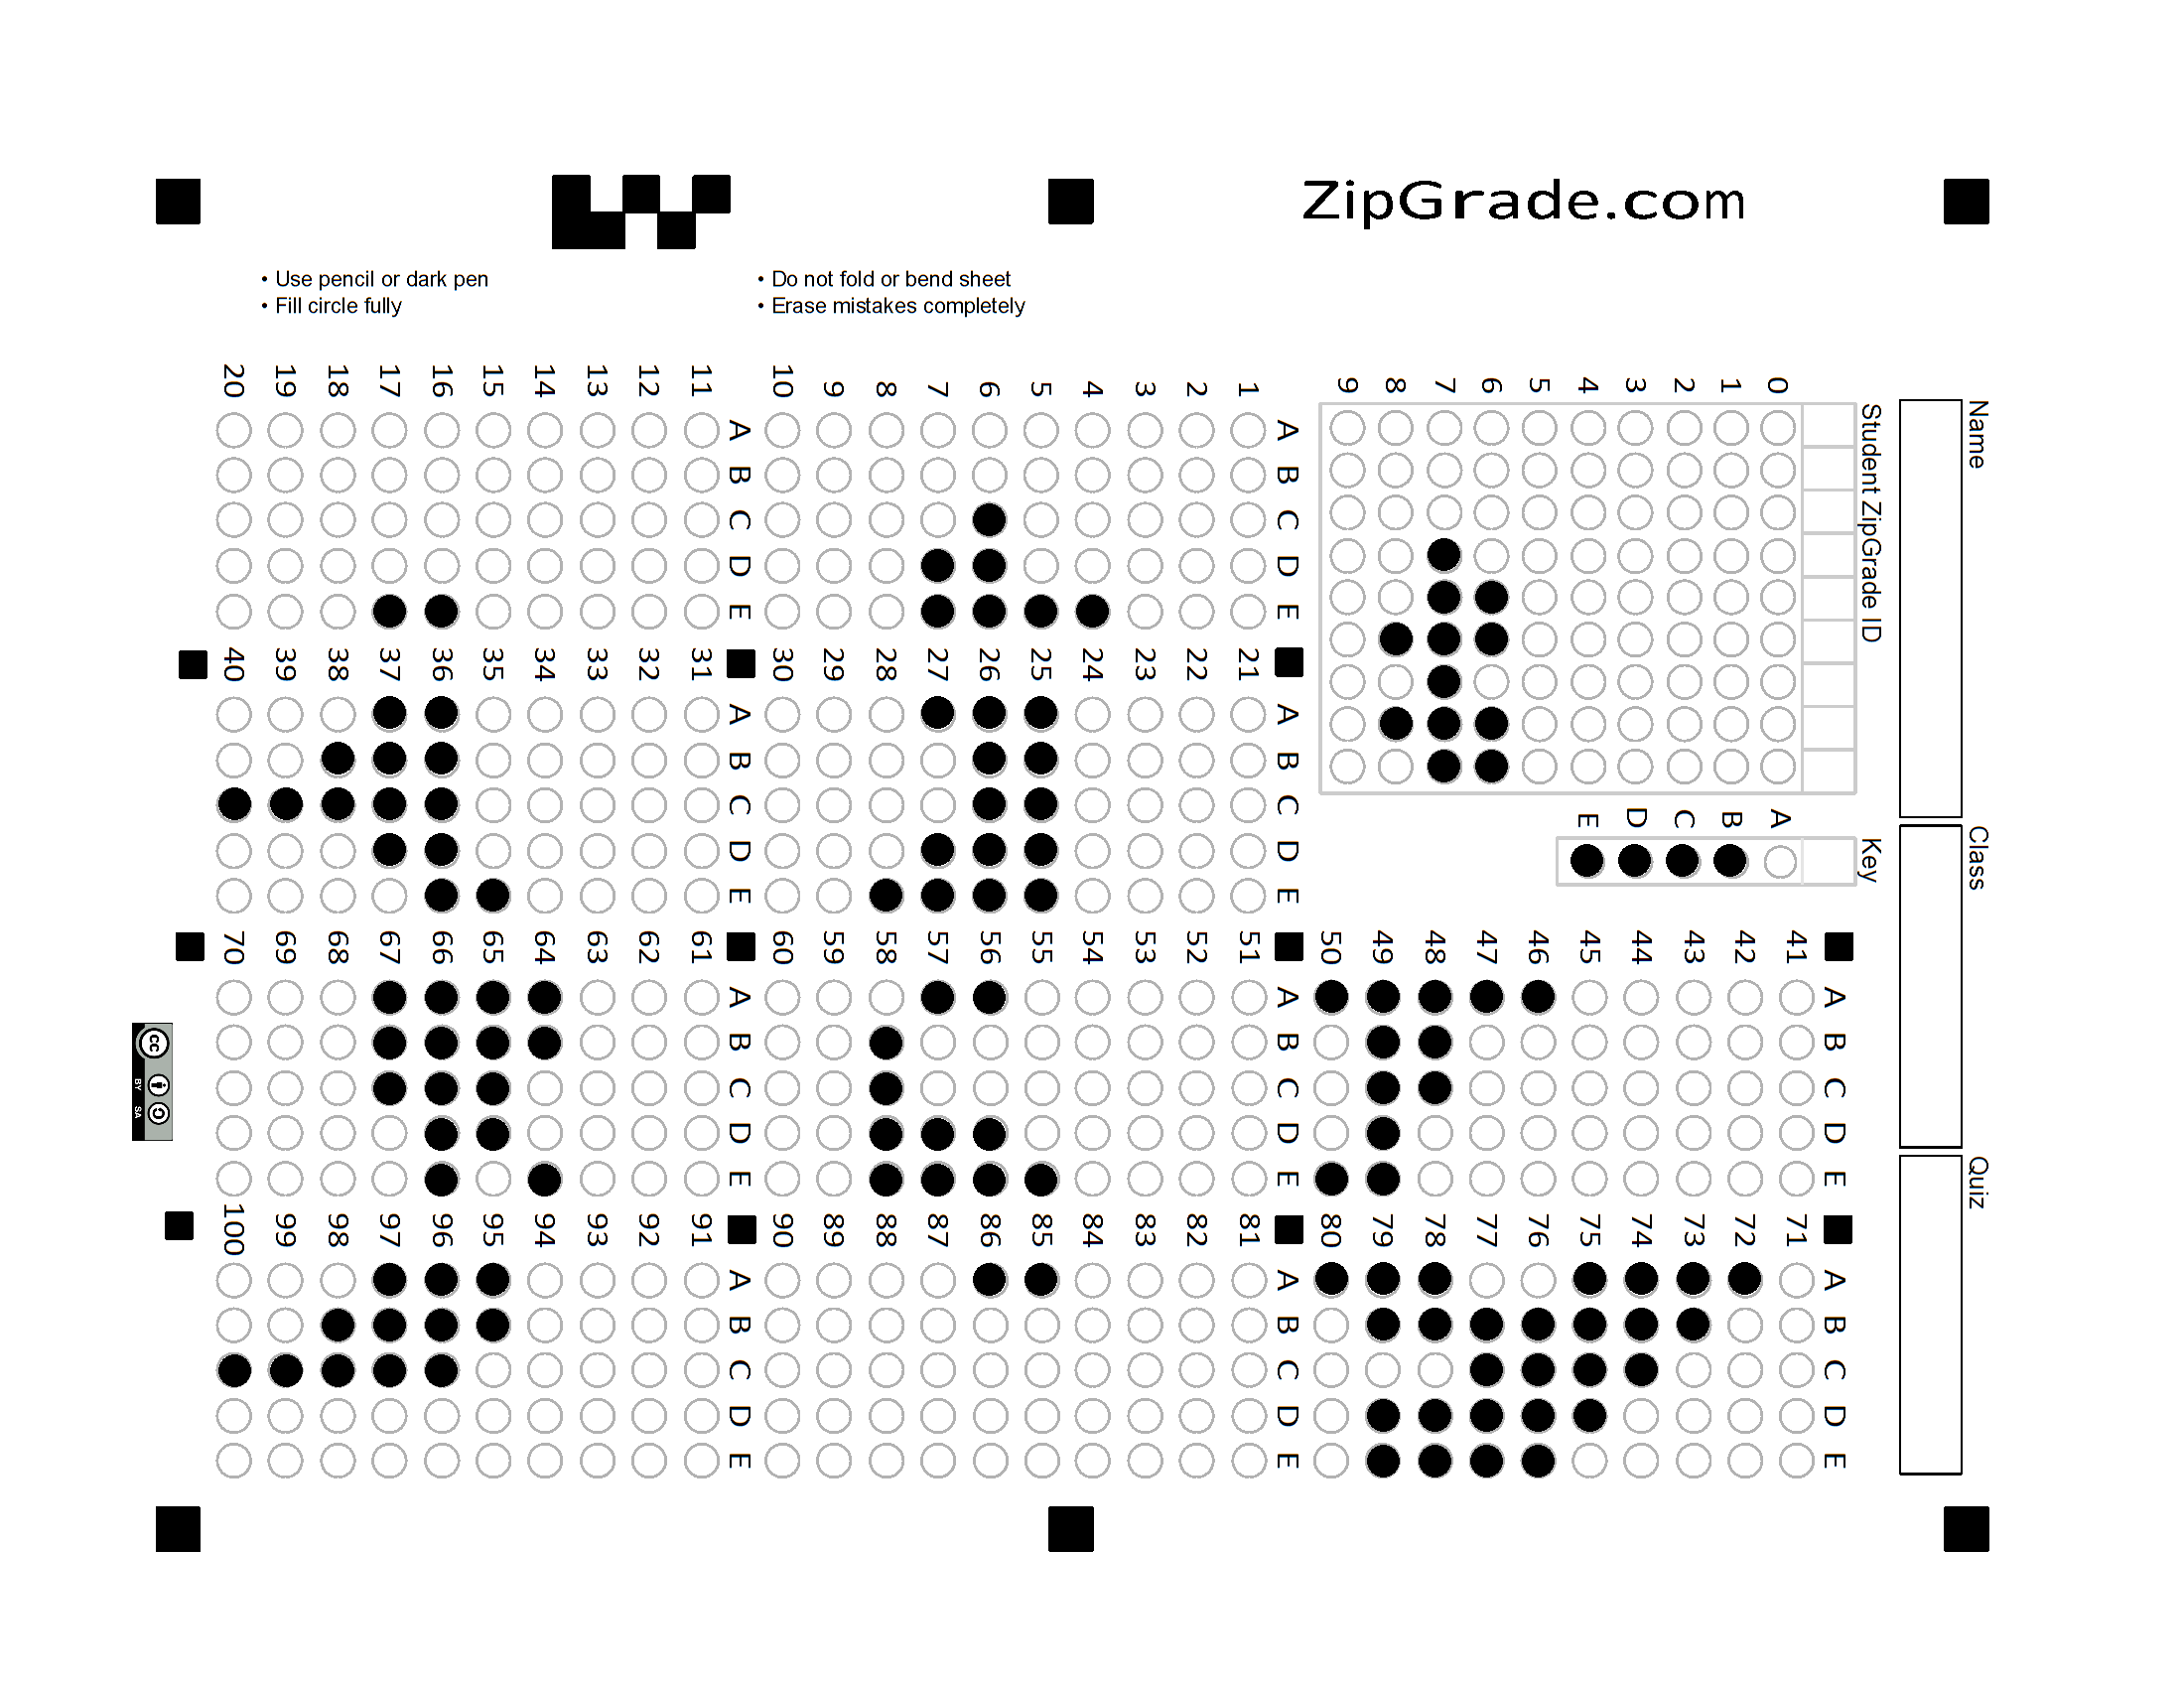 ZipGrade.com
• Use pencil or dark pen
• Fill circle fully
• Do not fold or bend sheet
• Erase mistakes completely
Name
Class
Quiz
Student ZipGrade ID
0 1 2 3 4 5 6 7 8 9
Key
A B C D E
1 2 3 4 5 6 7 8 9 10
A B C D E
11 12 13 14 15 16 17 18 19 20
A B C D E
21 22 23 24 25 26 27 28 29 30
A B C D E
31 32 33 34 35 36 37 38 39 40
A B C D E
41 42 43 44 45 46 47 48 49 50
A B C D E
51 52 53 54 55 56 57 58 59 60
A B C D E
61 62 63 64 65 66 67 68 69 70
A B C D E
71 72 73 74 75 76 77 78 79 80
A B C D E
81 82 83 84 85 86 87 88 89 90
A B C D E
91 92 93 94 95 96 97 98 99 100
A B C D E
cc
BY SA